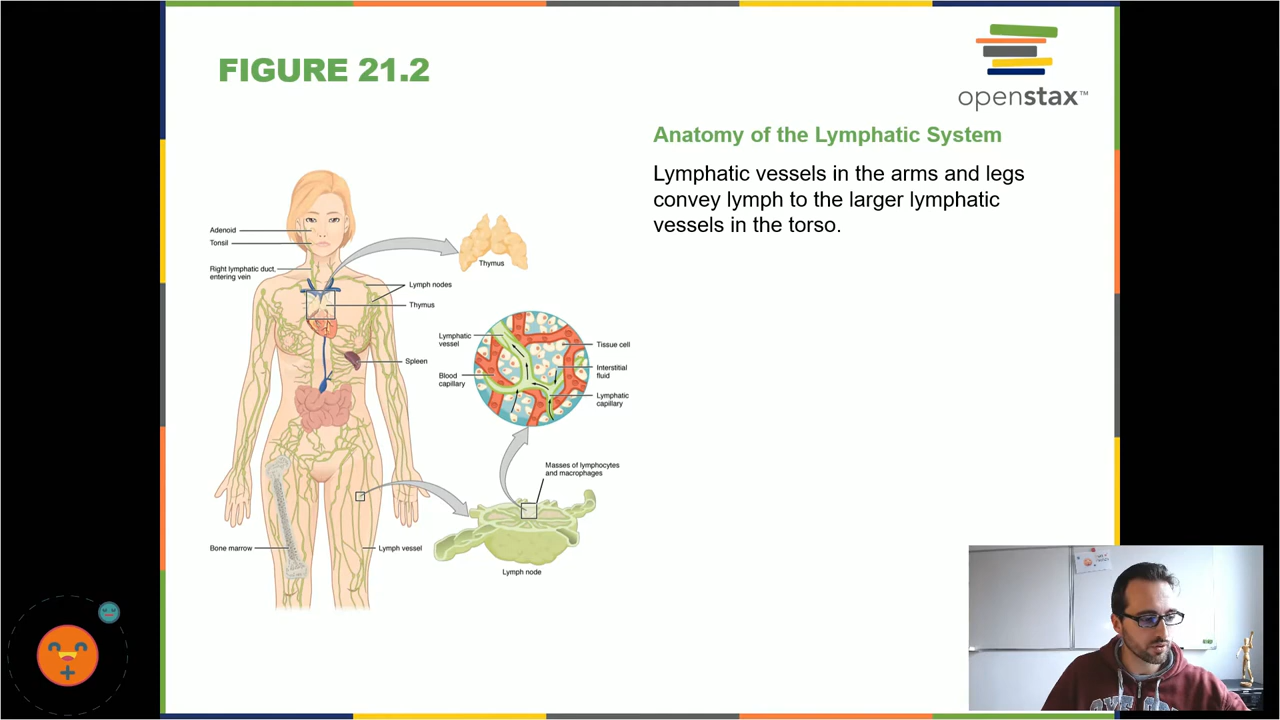 FIGURE 21.2
openstax™
Anatomy of the Lymphatic System
Lymphatic vessels in the arms and legs
convey lymph to the larger lymphatic
vessels in the torso.
Adenoid
Tonsil
Right lymphatic duct,
entering vein
Thymus
Lymph nodes
Thymus
Lymphatic
vessel
Tissue cell
Spleen
Interstitial
fluid
Blood
capillary
Lymphatic
capillary
Masses of lymphocytes
and macrophages
Bone marrow
Lymph vessel
Lymph node